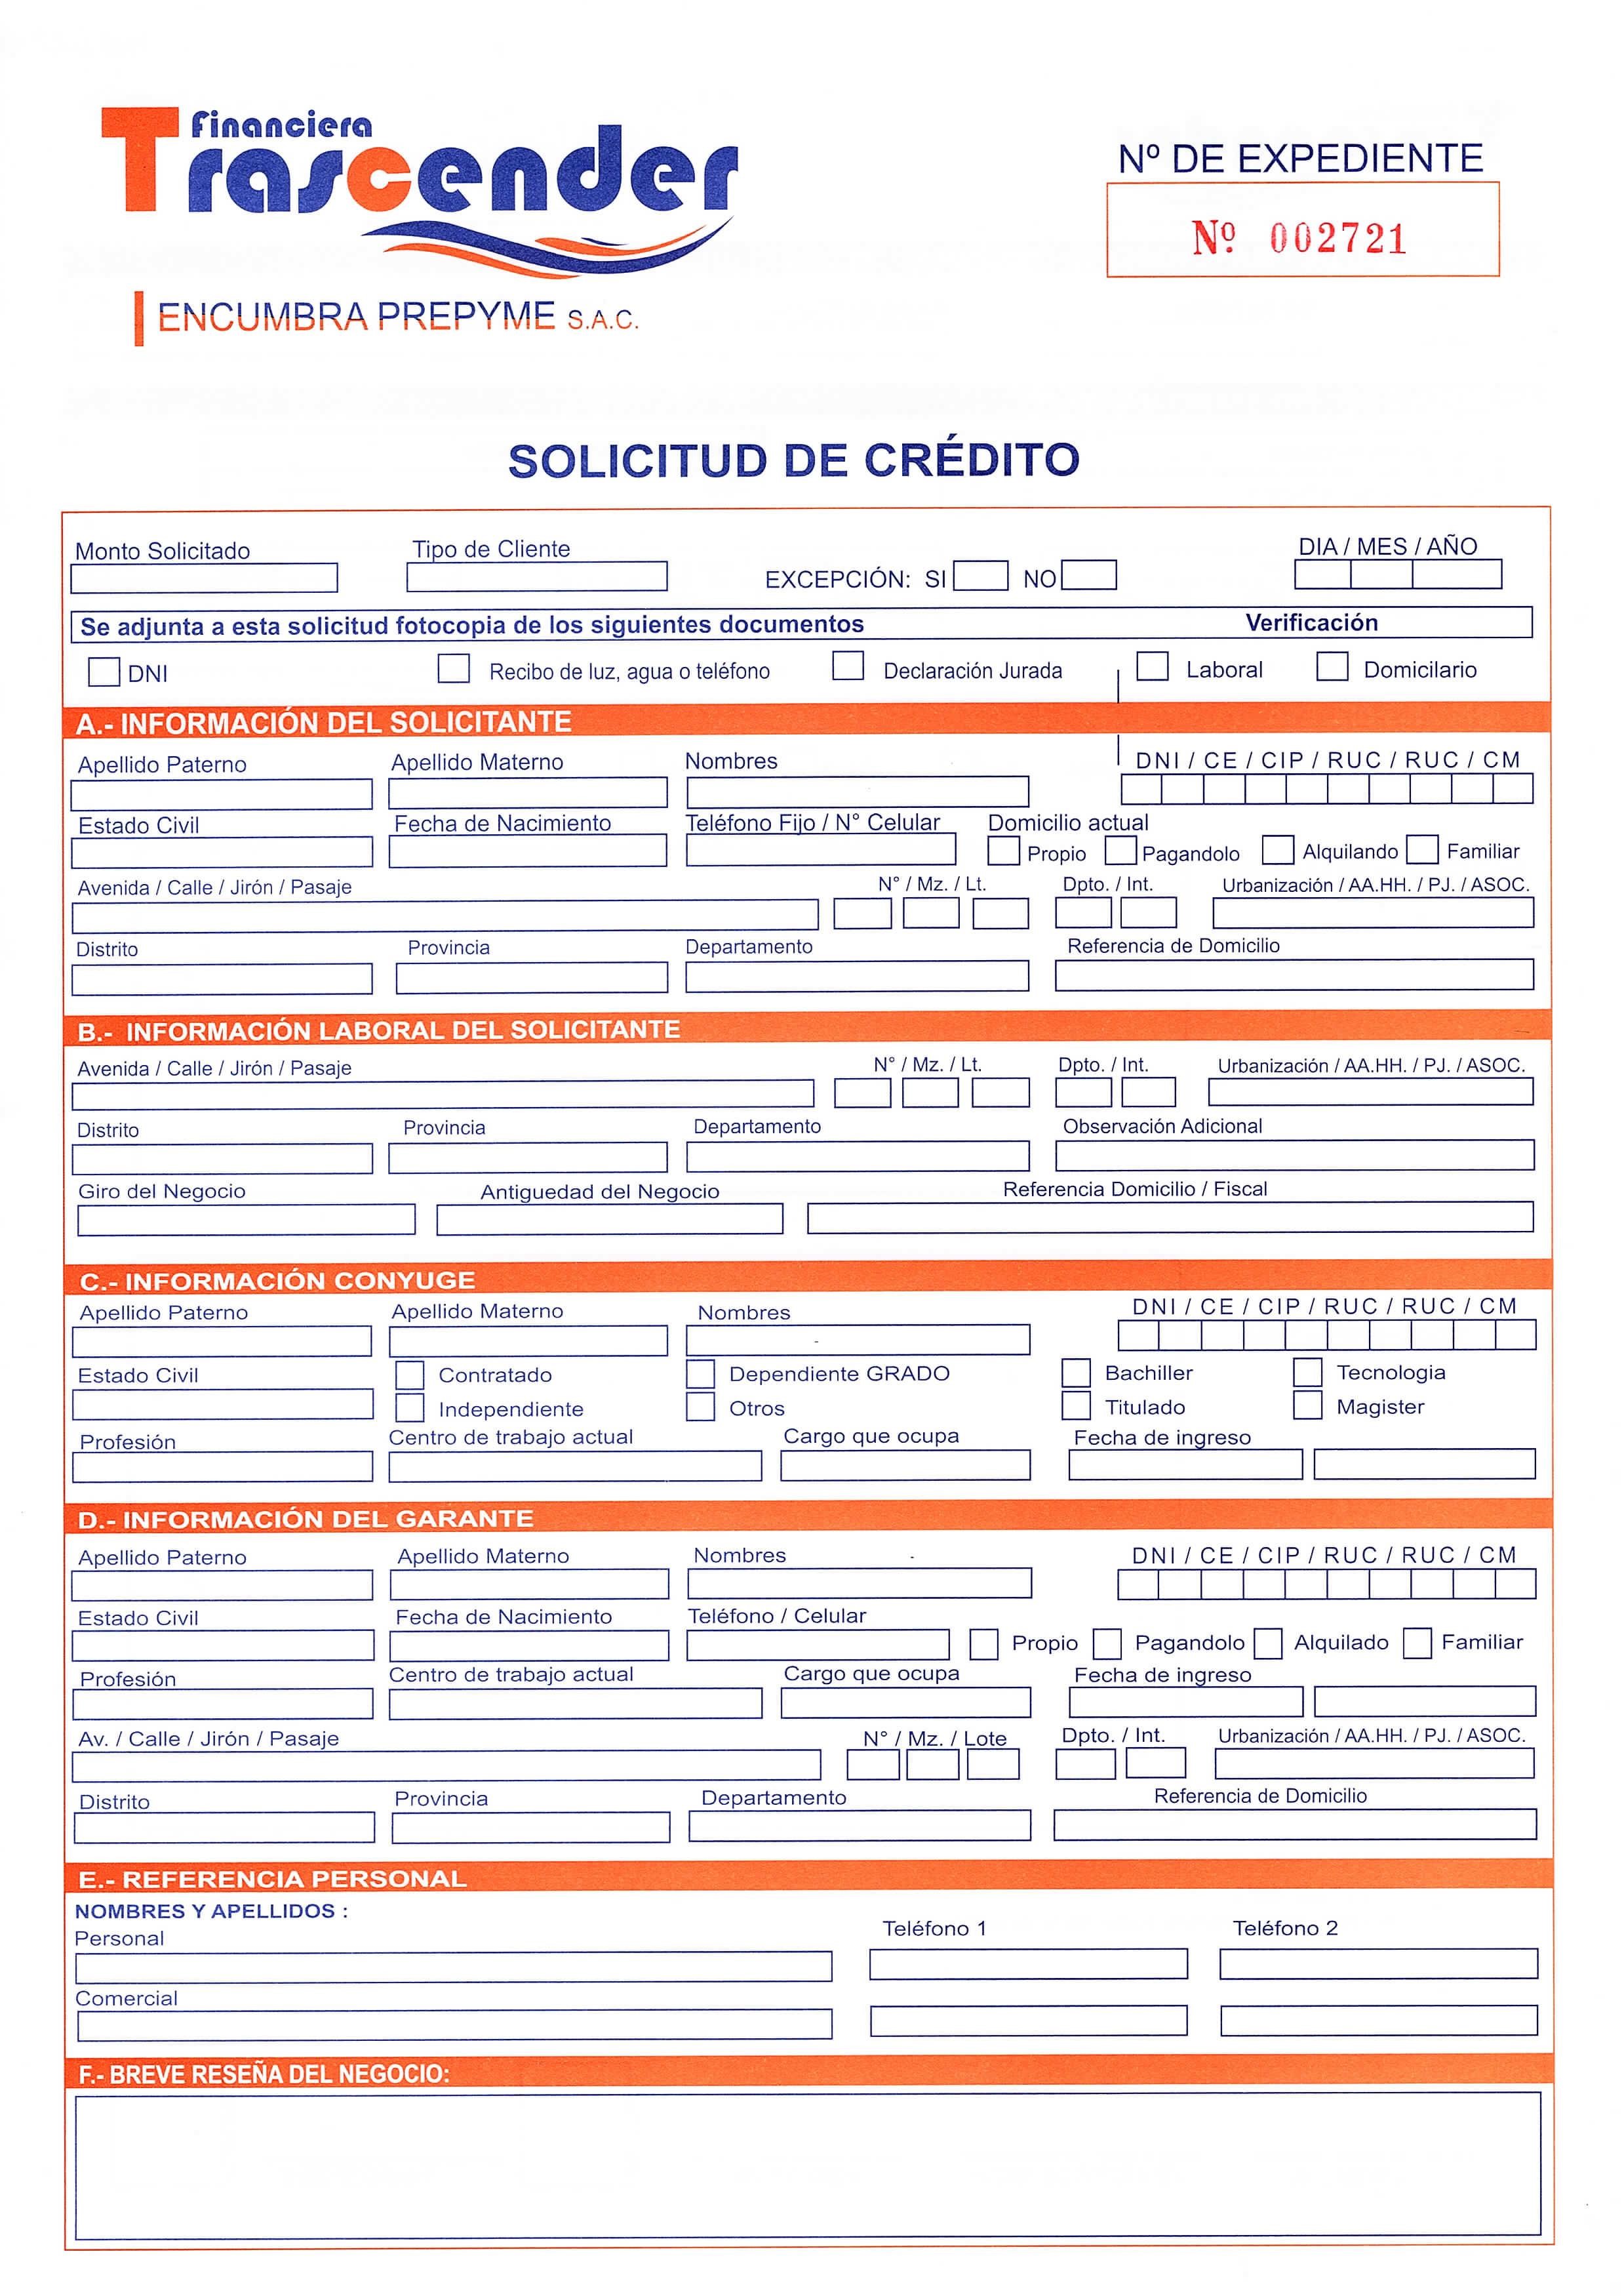 Financiera
Trascender
ENCUMBRA PREPYME S.A.C.
Nº DE EXPEDIENTE
Nº 002721
SOLICITUD DE CRÉDITO
Monto Solicitado Tipo de Cliente EXCEPCIÓN: SI NO DIA / MES / AÑO
Se adjunta a esta solicitud fotocopia de los siguientes documentos Verificación
DNI Recibo de luz, agua o teléfono Declaración Jurada Laboral Domicilario
A.- INFORMACIÓN DEL SOLICITANTE
Apellido Paterno Apellido Materno Nombres DNI / CE / CIP / RUC / RUC / CM
Estado Civil Fecha de Nacimiento Teléfono Fijo / N° Celular Domicilio actual
Propio Pagandolo Alquilando Familiar
Avenida / Calle / Jirón / Pasaje N° / Mz. / Lt. Dpto. / Int. Urbanización / AA.HH. / PJ. / ASOC.
Distrito Provincia Departamento Referencia de Domicilio
B.- INFORMACIÓN LABORAL DEL SOLICITANTE
Avenida / Calle / Jirón / Pasaje N° / Mz. / Lt. Dpto. / Int. Urbanización / AA.HH. / PJ. / ASOC.
Distrito Provincia Departamento Observación Adicional
Giro del Negocio Antiguedad del Negocio Referencia Domicilio / Fiscal
C.- INFORMACIÓN CONYUGE
Apellido Paterno Apellido Materno Nombres DNI / CE / CIP / RUC / RUC / CM
Estado Civil Contratado Dependiente GRADO Bachiller Tecnologia
Independiente Otros Titulado Magister
Profesión Centro de trabajo actual Cargo que ocupa Fecha de ingreso
D.- INFORMACIÓN DEL GARANTE
Apellido Paterno Apellido Materno Nombres DNI / CE / CIP / RUC / RUC / CM
Estado Civil Fecha de Nacimiento Teléfono / Celular
Propio Pagandolo Alquilado Familiar
Profesión Centro de trabajo actual Cargo que ocupa Fecha de ingreso
Av. / Calle / Jirón / Pasaje N° / Mz. / Lote Dpto. / Int. Urbanización / AA.HH. / PJ. / ASOC.
Distrito Provincia Departamento Referencia de Domicilio
E.- REFERENCIA PERSONAL
NOMBRES Y APELLIDOS :
Personal Teléfono 1 Teléfono 2
Comercial
F.- BREVE RESEÑA DEL NEGOCIO: